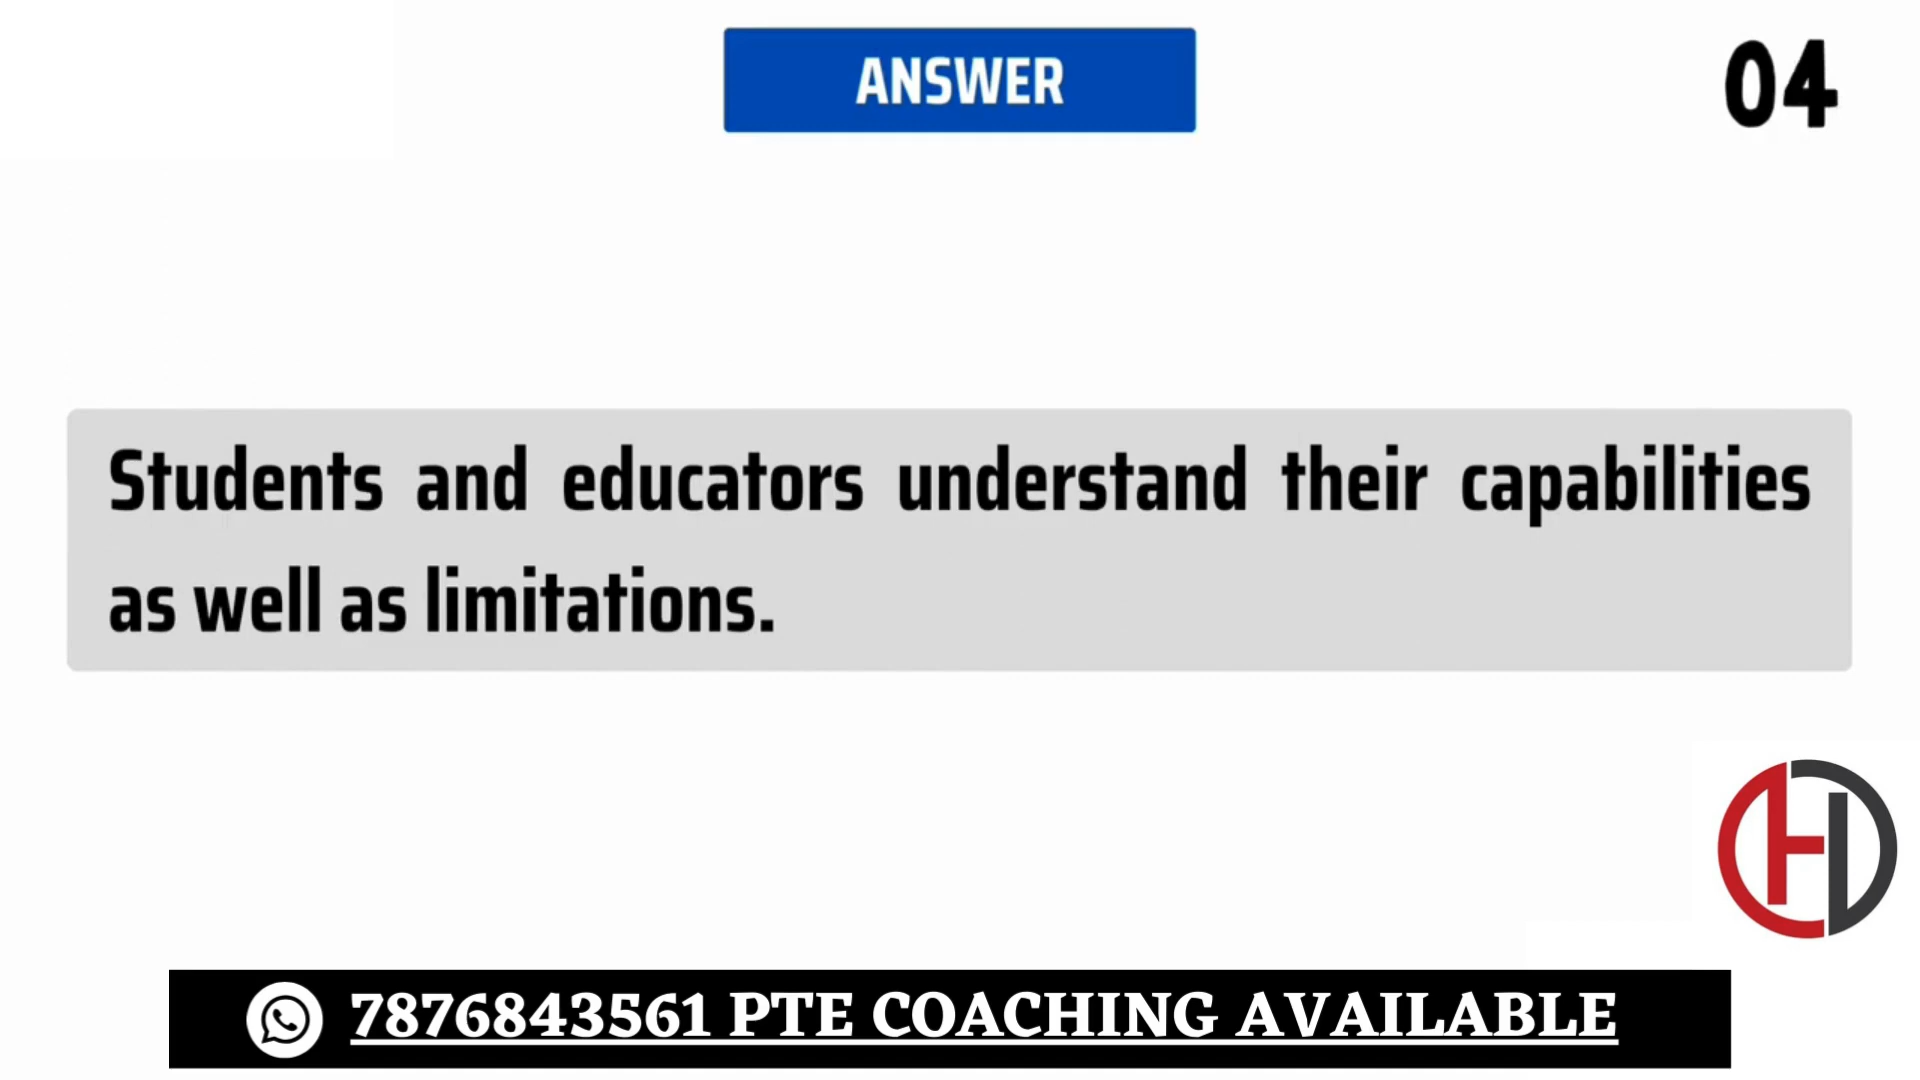 ANSWER
04
Students and educators understand their capabilities
as well as limitations.
7876843561 PTE COACHING AVAILABLE